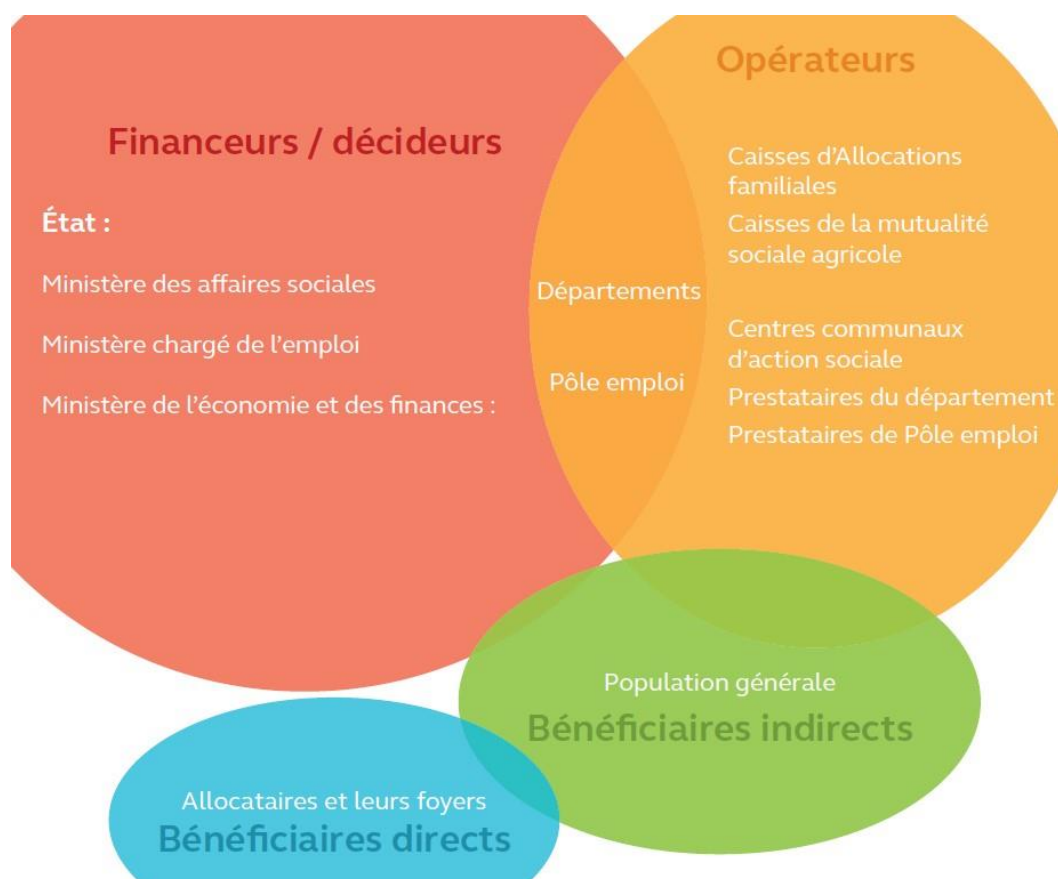 Financeurs / décideurs
État :
Ministère des affaires sociales
Ministère chargé de l'emploi
Ministère de l'économie et des finances :
Départements
Pôle emploi
Opérateurs
Caisses d'Allocations
familiales
Caisses de la mutualité
sociale agricole
Centres communaux
d'action sociale
Prestataires du département
Prestataires de Pôle emploi
Population générale
Bénéficiaires indirects
Allocataires et leurs foyers
Bénéficiaires directs